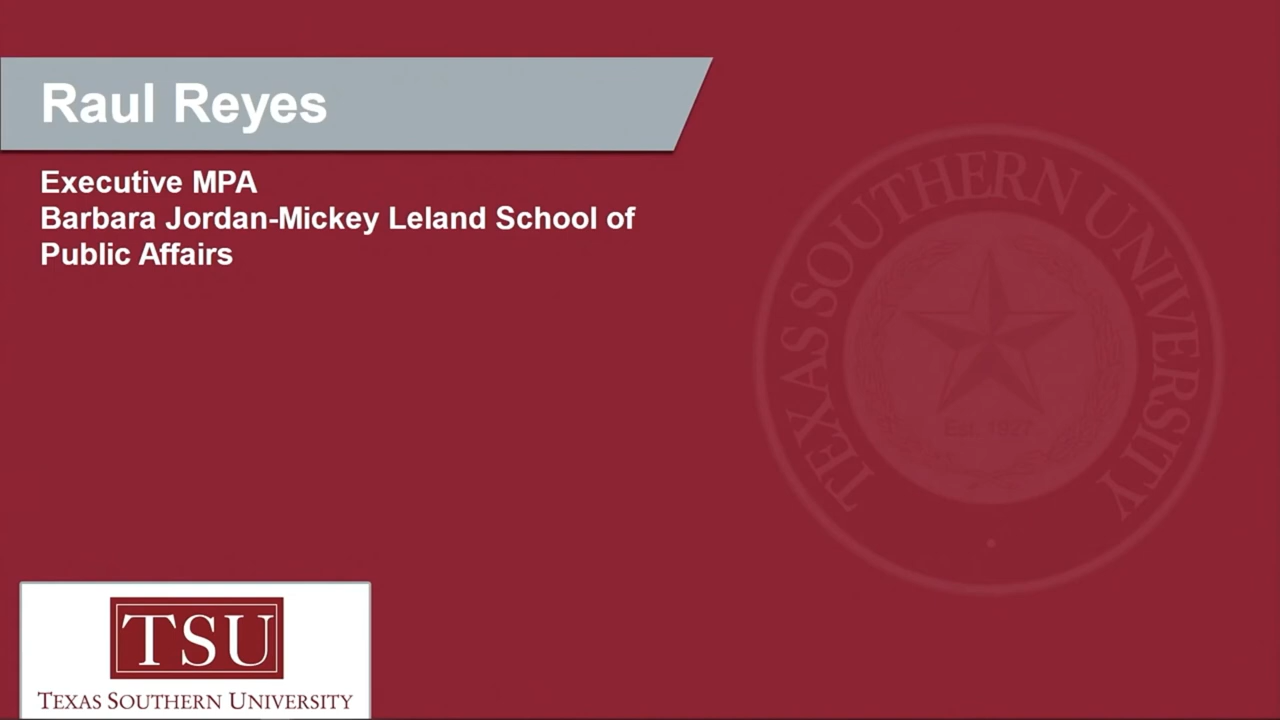 Raul Reyes
Executive MPA
Barbara Jordan-Mickey Leland School of
Public Affairs
TEXAS SOUTHERN UNIVERSITY
Est. 1927
TSU
TEXAS SOUTHERN UNIVERSITY